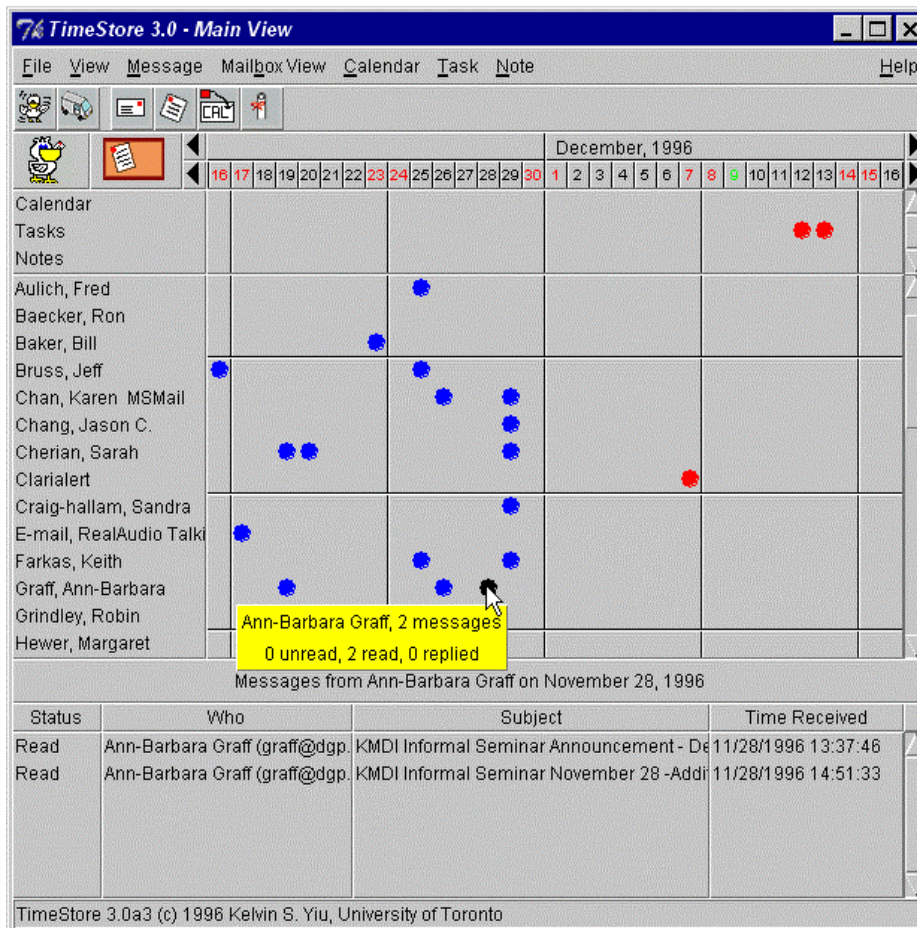 TimeStore 3.0 - Main View
File View Message Mailbox View Calendar Task Note Help
CAL
December, 1996
16 17 18 19 20 21 22 23 24 25 26 27 28 29 30 1 2 3 4 5 6 7 8 9 10 11 12 13 14 15 16
Calendar
Tasks
Notes
Aulich, Fred
Baecker, Ron
Baker, Bill
Bruss, Jeff
Chan, Karen MSMail
Chang, Jason C.
Cherian, Sarah
Clarialert
Craig-hallam, Sandra
E-mail, RealAudio Talki
Farkas, Keith
Graff, Ann-Barbara
Grindley, Robin
Hewer, Margaret
Ann-Barbara Graff, 2 messages
0 unread, 2 read, 0 replied
Messages from Ann-Barbara Graff on November 28, 1996
Status Who Subject Time Received
Read Ann-Barbara Graff (graff@dgp. KMDI Informal Seminar Announcement - De 11/28/1996 13:37:46
Read Ann-Barbara Graff (graff@dgp. KMDI Informal Seminar November 28 -Addi 11/28/1996 14:51:33
TimeStore 3.0a3 (c) 1996 Kelvin S. Yiu, University of Toronto